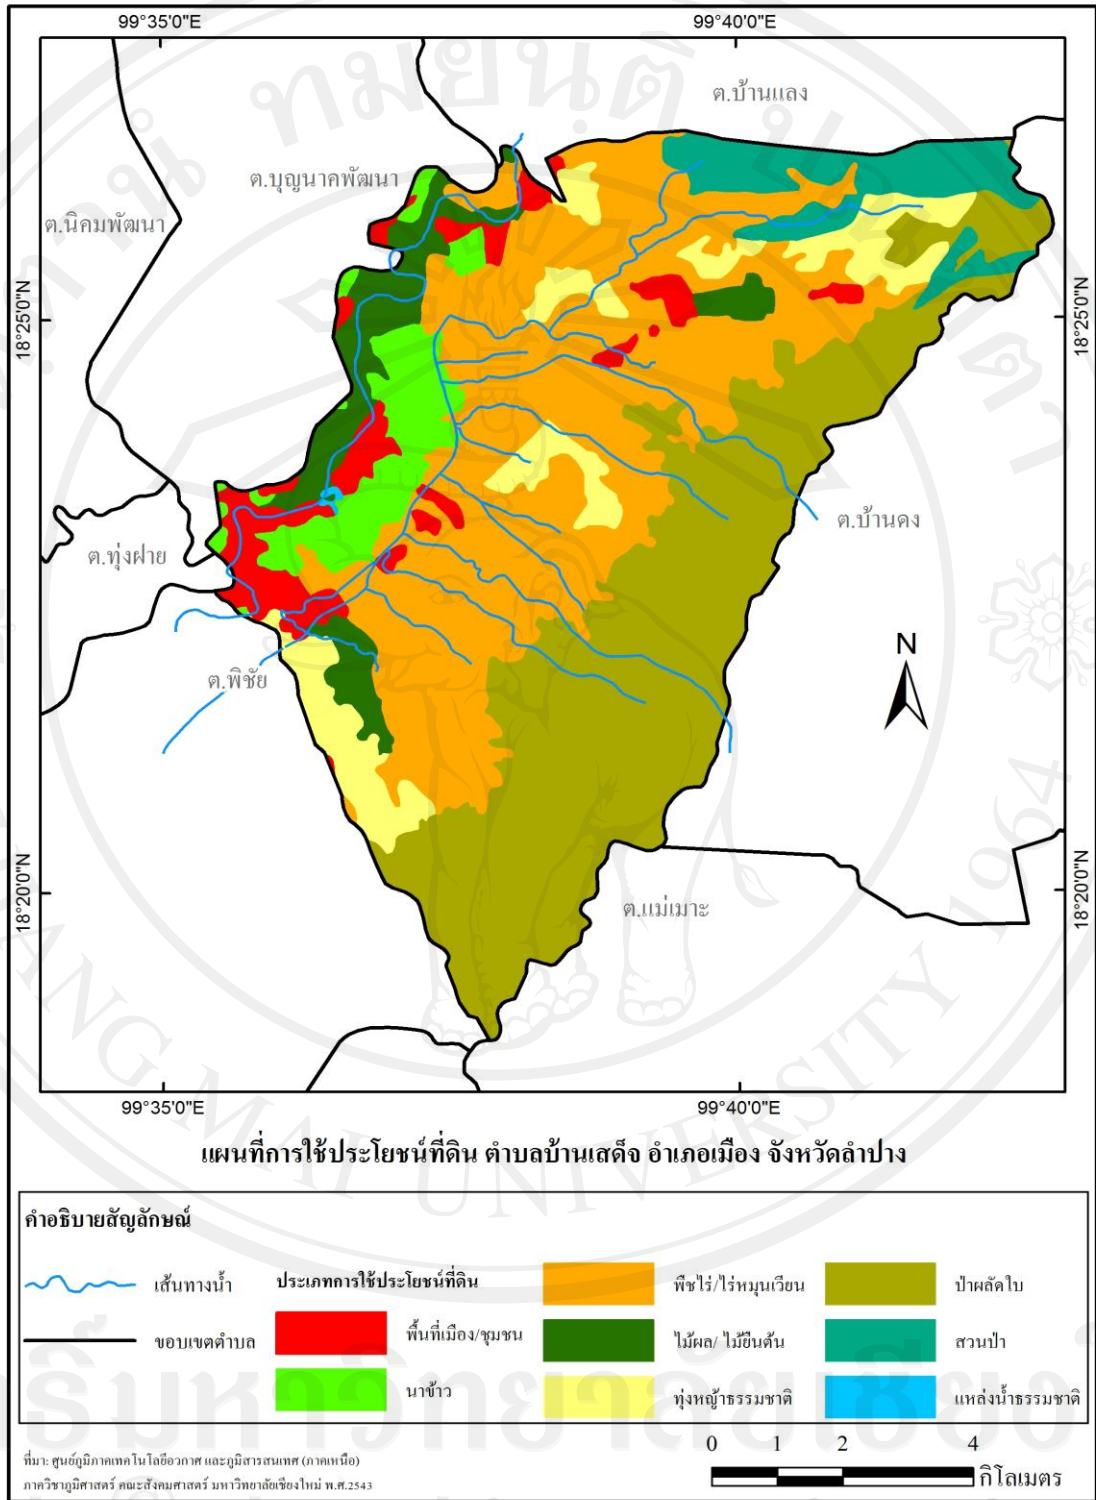 99°35'0"E 99°40'0"E
ต.บ้านแลง
ต.บุญนาคพัฒนา
ต.นิคมพัฒนา
18°25'0"N 18°25'0"N
ต.บ้านดง
ต.ทุ่งฝาย
N
ต.พิชัย
18°20'0"N 18°20'0"N
ต.แม่เมาะ
99°35'0"E 99°40'0"E
แผนที่การใช้ประโยชน์ที่ดิน ตำบลบ้านเสด็จ อำเภอเมือง จังหวัดลำปาง
คำอธิบายสัญลักษณ์
เส้นทางน้ำ ประเภทการใช้ประโยชน์ที่ดิน พืชไร่/ไร่หมุนเวียน ป่าผลัดใบ
ขอบเขตตำบล พื้นที่เมือง/ชุมชน ไม้ผล/ ไม้ยืนต้น สวนป่า
นาข้าว ทุ่งหญ้าธรรมชาติ แหล่งน้ำธรรมชาติ
0 1 2 4
กิโลเมตร
ที่มา: ศูนย์ภูมิภาคเทคโนโลยีอวกาศ และภูมิสารสนเทศ (ภาคเหนือ)
ภาควิชาภูมิศาสตร์ คณะสังคมศาสตร์ มหาวิทยาลัยเชียงใหม่ พ.ศ.2543
ANG MAI UNIVERSITY 1964